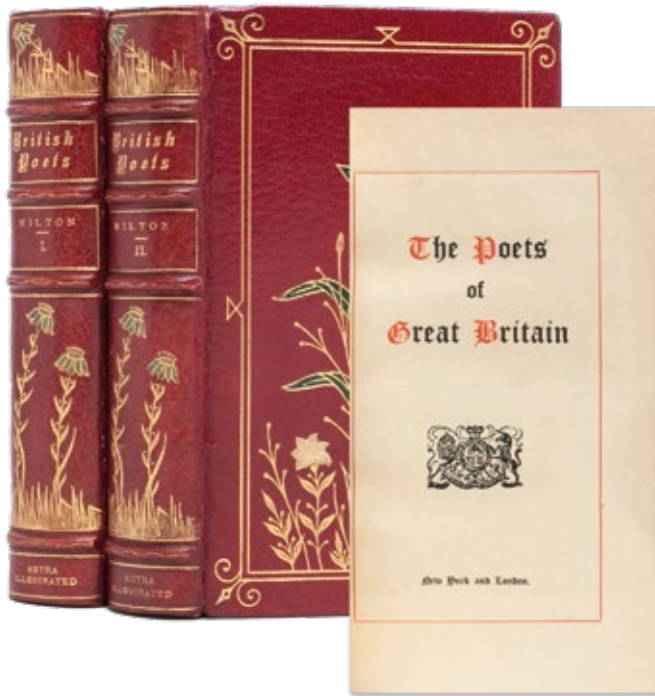 British
Poets
MILTON
I.
EXTRA
ILLUSTRATED
British
Poets
MILTON
II.
EXTRA
ILLUSTRATED
The Poets
of
Great Britain
New York and London.